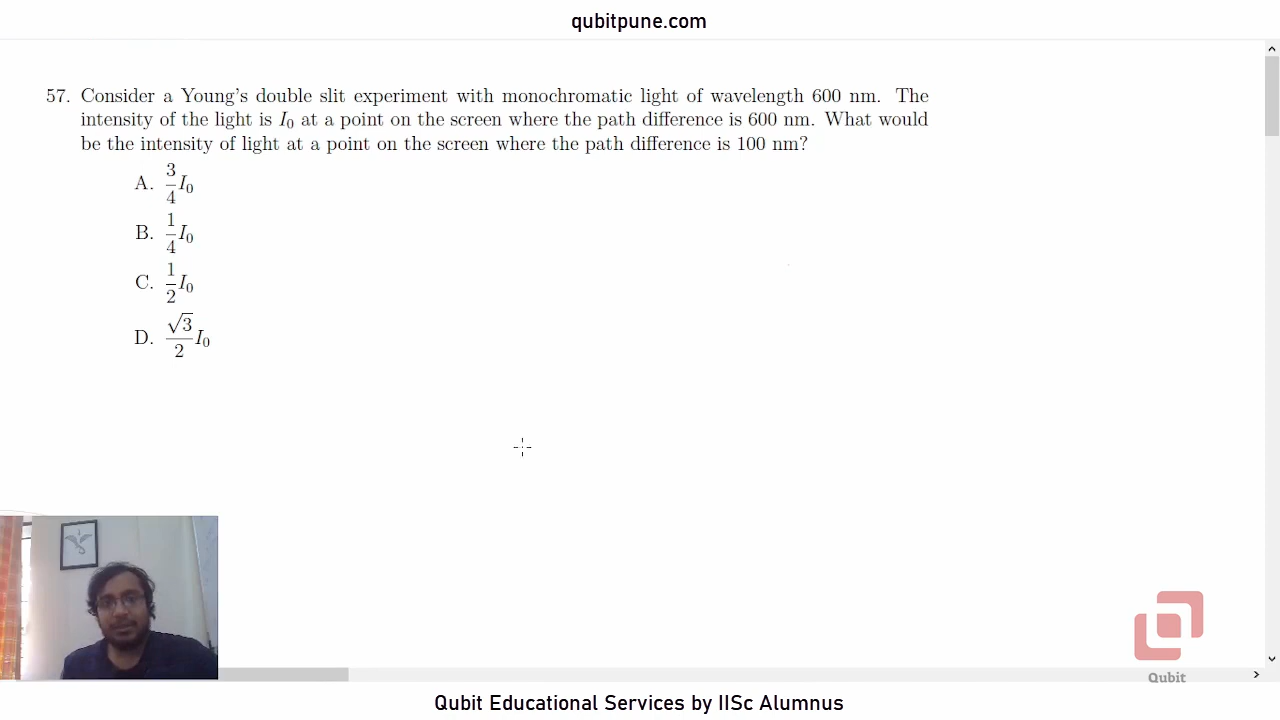 qubitpune.com
57. Consider a Young's double slit experiment with monochromatic light of wavelength 600 nm. The
intensity of the light is I₀ at a point on the screen where the path difference is 600 nm. What would
be the intensity of light at a point on the screen where the path difference is 100 nm?
A. 3/4 I₀
B. 1/4 I₀
C. 1/2 I₀
D. √3/2 I₀
Qubit
Qubit Educational Services by IISc Alumnus